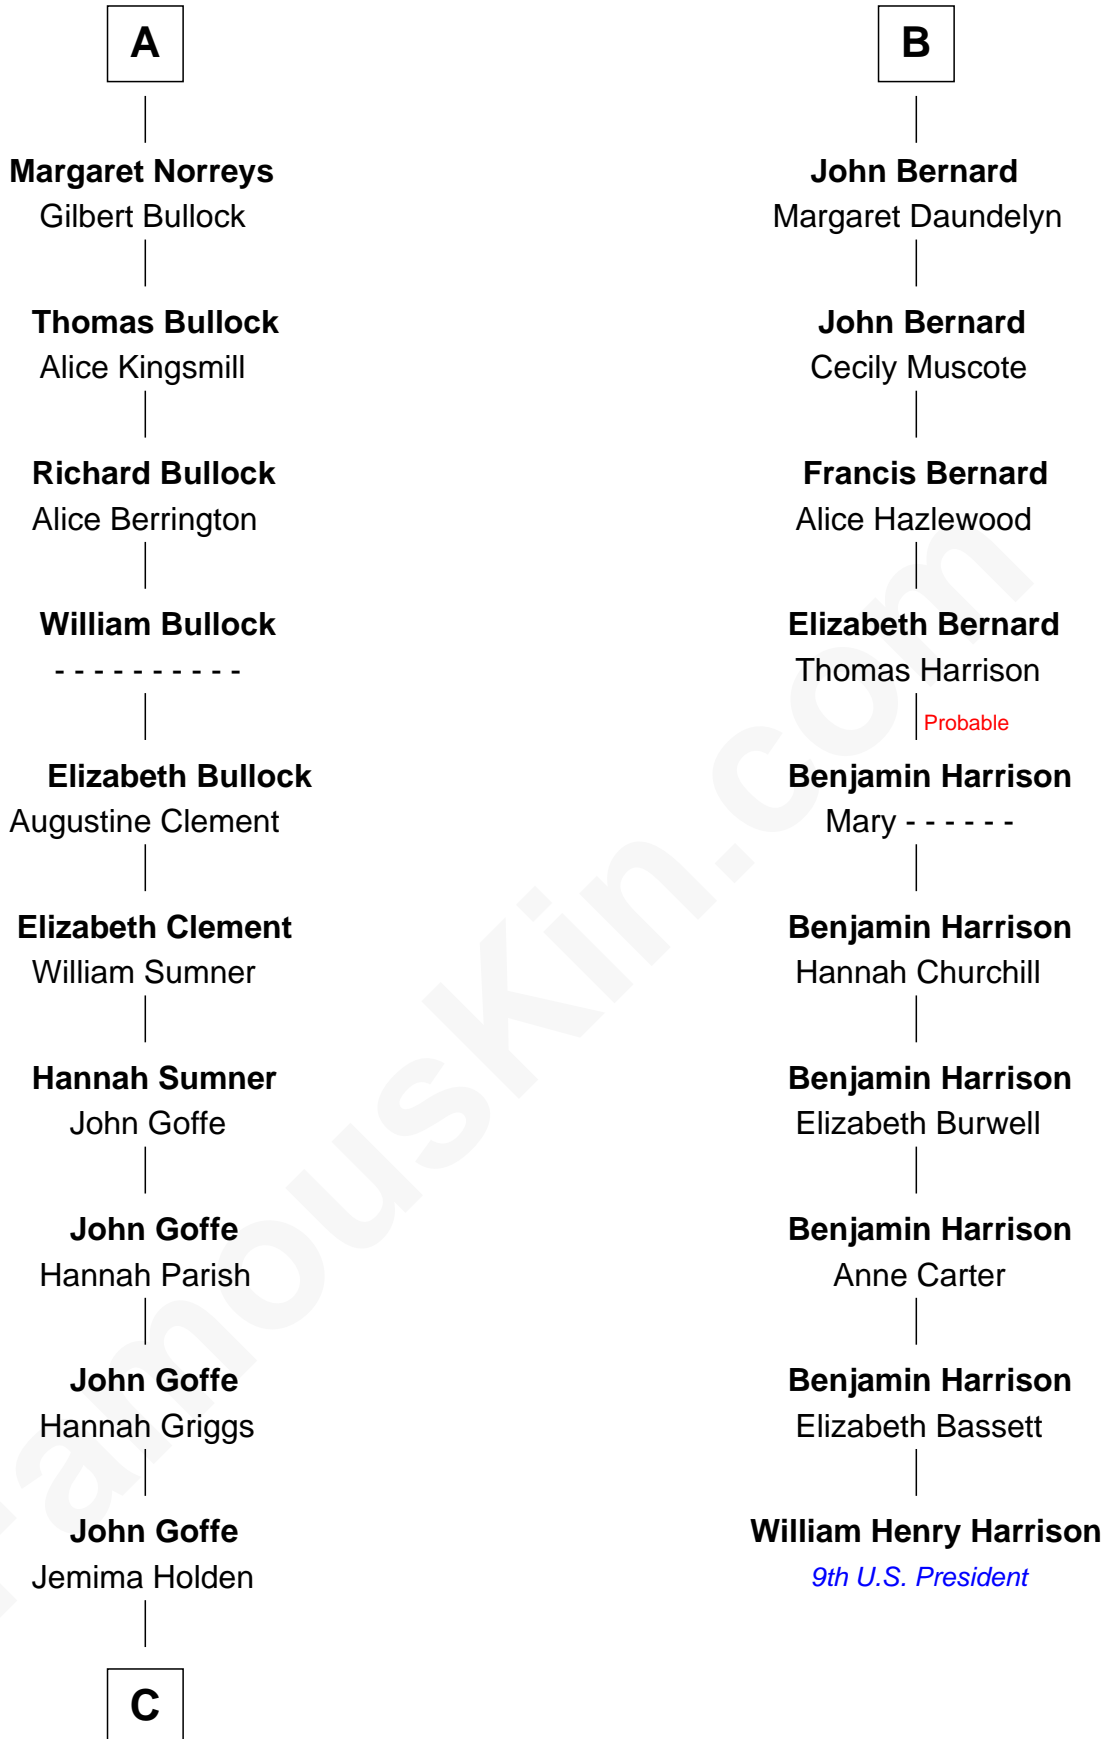 A
Margaret Norreys
Gilbert Bullock
Thomas Bullock
Alice Kingsmill
Richard Bullock
Alice Berrington
William Bullock
- - - - - - - - - -
Elizabeth Bullock
Augustine Clement
Elizabeth Clement
William Sumner
Hannah Sumner
John Goffe
John Goffe
Hannah Parish
John Goffe
Hannah Griggs
John Goffe
Jemima Holden
C
B
John Bernard
Margaret Daundelyn
John Bernard
Cecily Muscote
Francis Bernard
Alice Hazlewood
Elizabeth Bernard
Thomas Harrison
Probable
Benjamin Harrison
Mary - - - - - -
Benjamin Harrison
Hannah Churchill
Benjamin Harrison
Elizabeth Burwell
Benjamin Harrison
Anne Carter
Benjamin Harrison
Elizabeth Bassett
William Henry Harrison
9th U.S. President
FamousKin.com